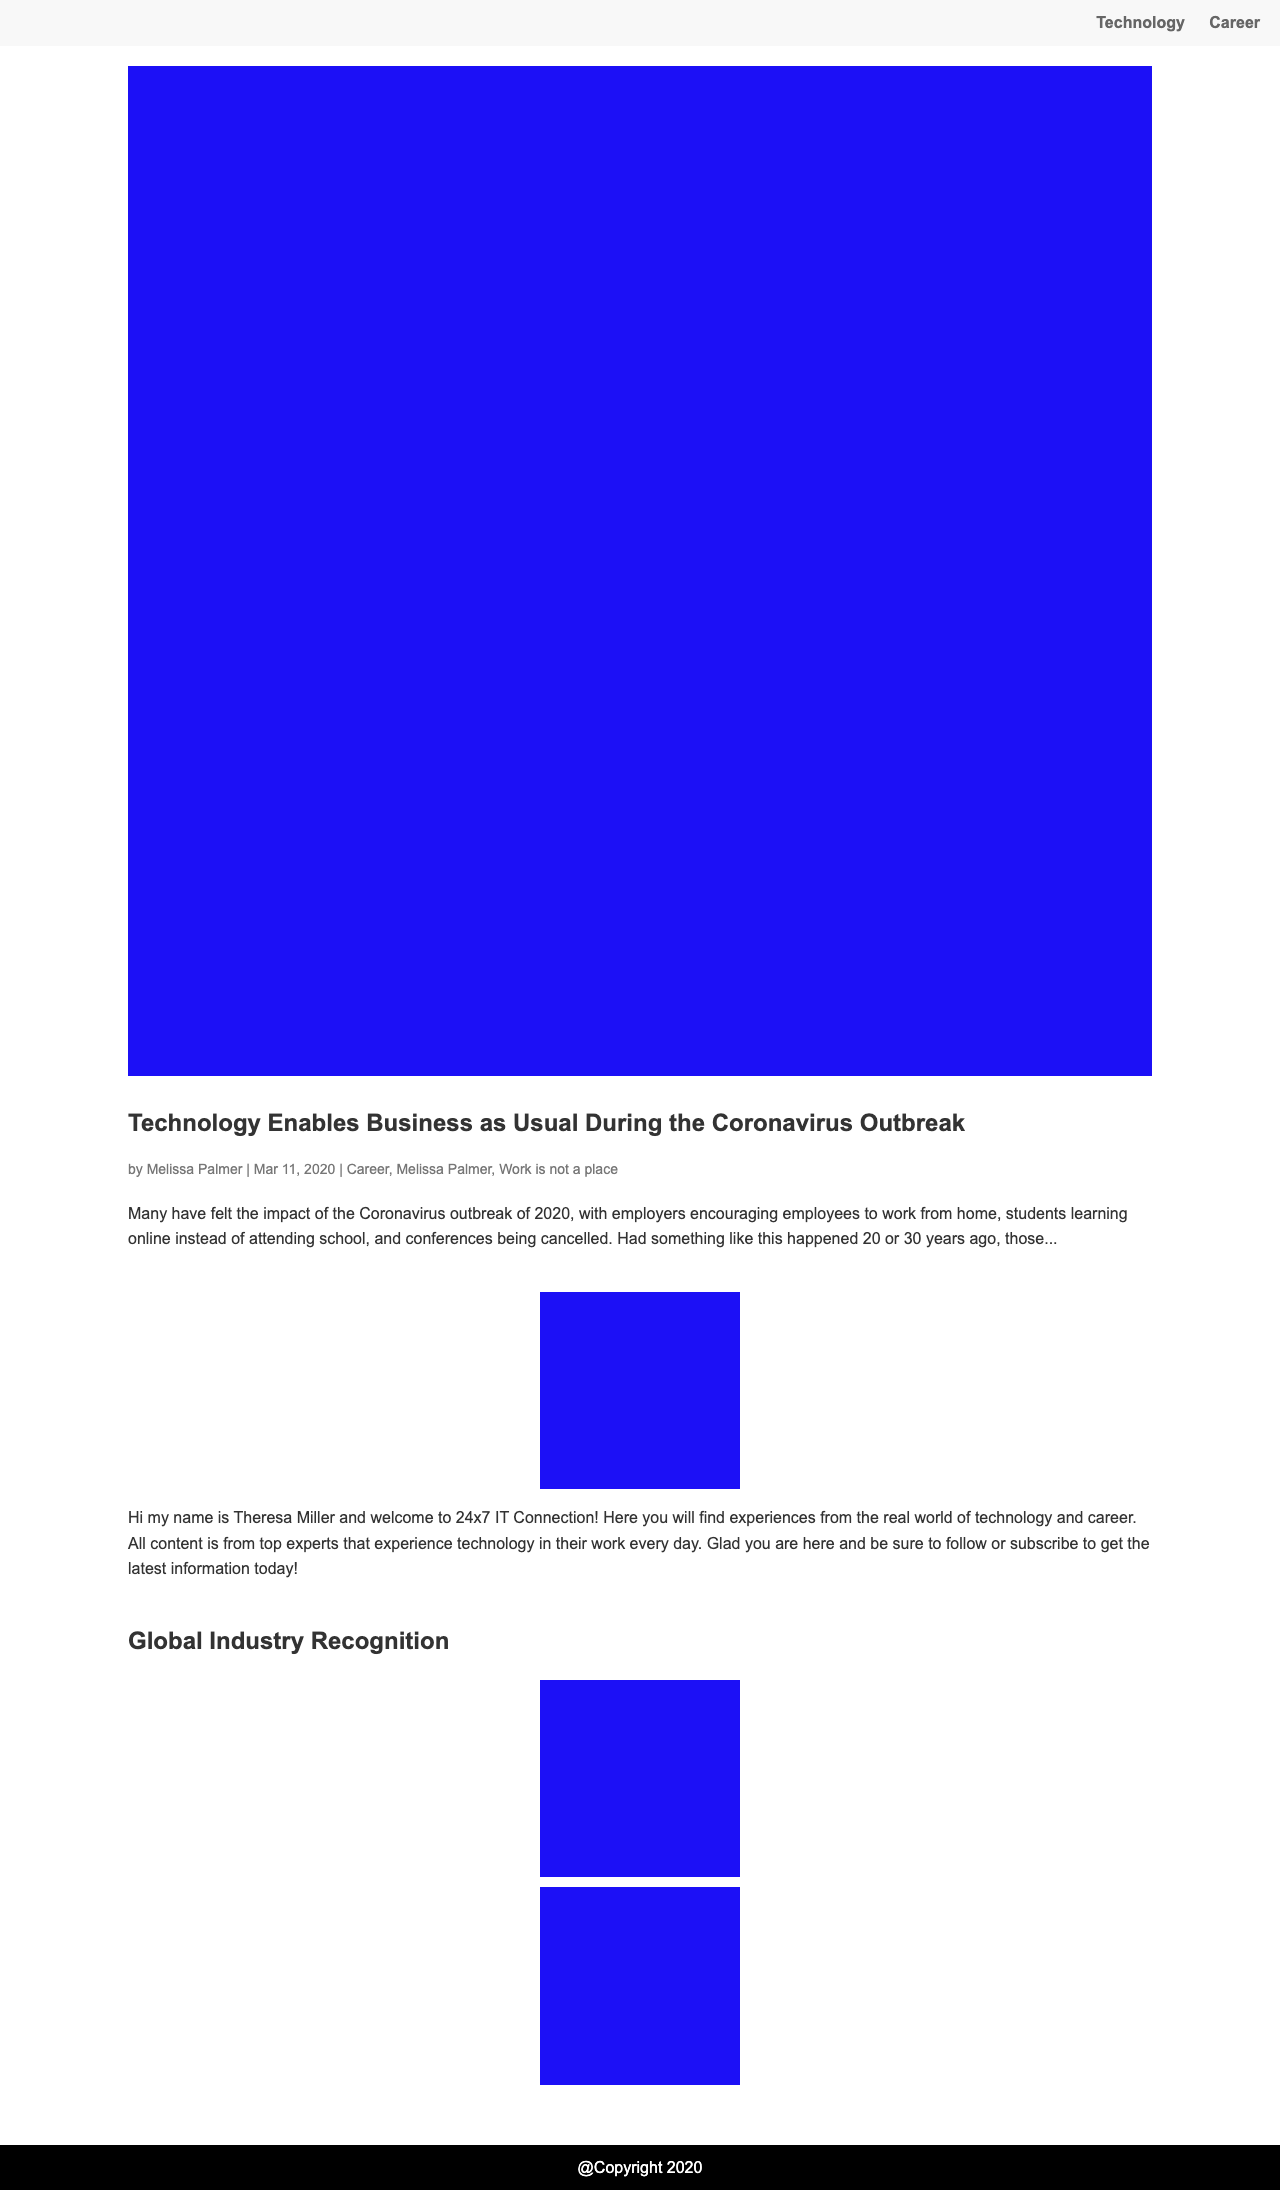 Technology Career
Technology Enables Business as Usual During the Coronavirus Outbreak
by Melissa Palmer | Mar 11, 2020 | Career, Melissa Palmer, Work is not a place
Many have felt the impact of the Coronavirus outbreak of 2020, with employers encouraging employees to work from home, students learning
online instead of attending school, and conferences being cancelled. Had something like this happened 20 or 30 years ago, those...
Hi my name is Theresa Miller and welcome to 24x7 IT Connection! Here you will find experiences from the real world of technology and career.
All content is from top experts that experience technology in their work every day. Glad you are here and be sure to follow or subscribe to get the
latest information today!
Global Industry Recognition
@Copyright 2020